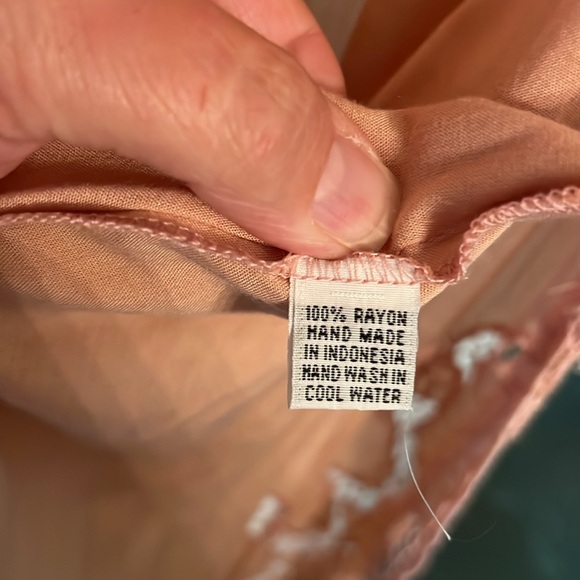 100% RAYON
HAND MADE
IN INDONESIA
HAND WASH IN
COOL WATER